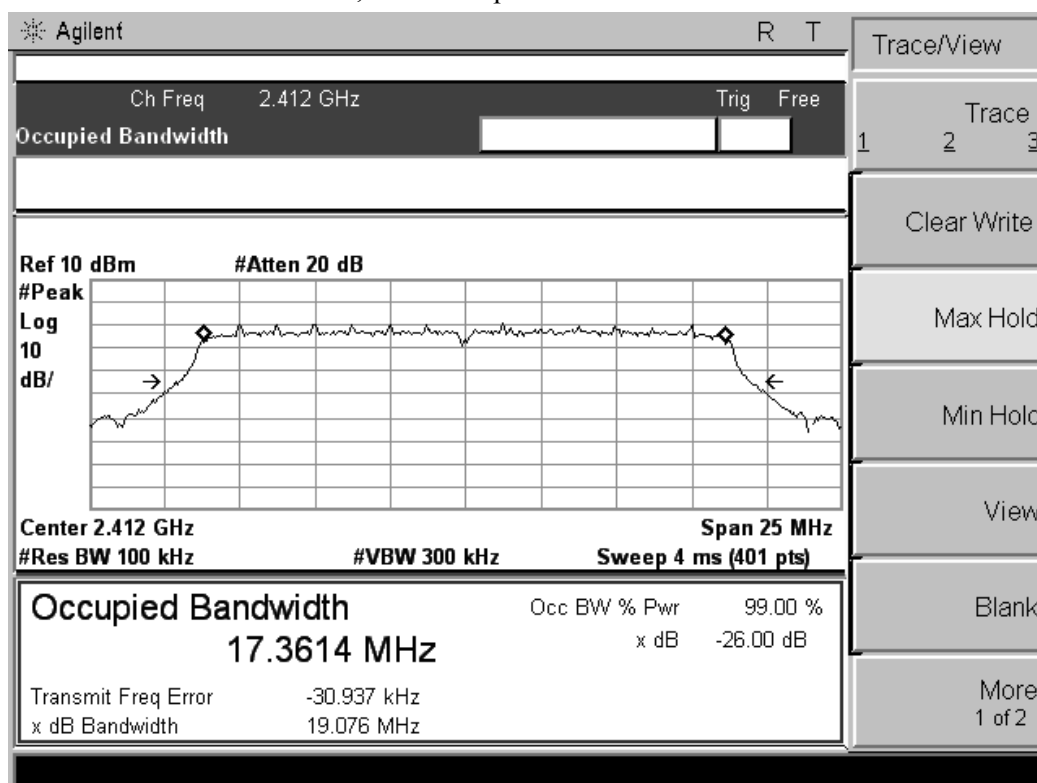 Agilent R T
Trace/View
Ch Freq 2.412 GHz Trig Free
Occupied Bandwidth
Trace
1 2 3
Clear Write
Max Hold
Min Hold
View
Blank
More
1 of 2
Ref 10 dBm #Atten 20 dB
#Peak
Log
10
dB/
Center 2.412 GHz Span 25 MHz
#Res BW 100 kHz #VBW 300 kHz Sweep 4 ms (401 pts)
Occupied Bandwidth Occ BW % Pwr 99.00 %
17.3614 MHz x dB -26.00 dB
Transmit Freq Error -30.937 kHz
x dB Bandwidth 19.076 MHz